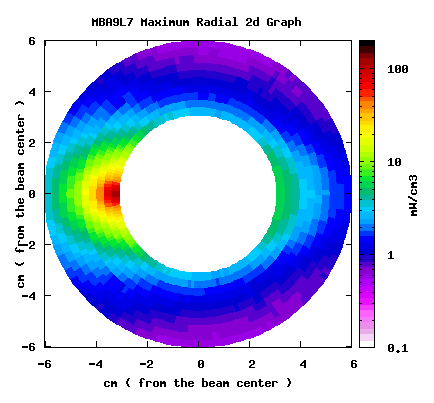 MBA9L7 Maximum Radial 2d Graph
6
4
2
0
-2
-4
-6
-6 -4 -2 0 2 4 6
cm ( from the beam center )
cm ( from the beam center )
100
10
1
0.1
mW/cm3